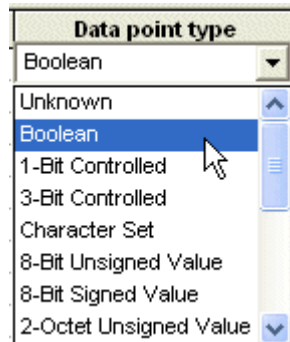 Data point type
Boolean
Unknown
Boolean
1-Bit Controlled
3-Bit Controlled
Character Set
8-Bit Unsigned Value
8-Bit Signed Value
2-Octet Unsigned Value